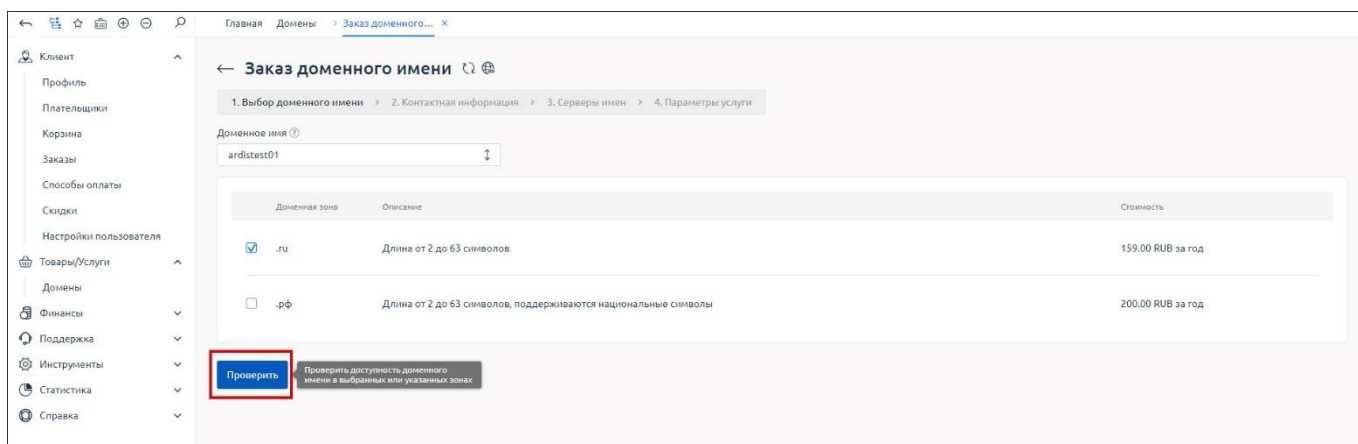 Главная Домены > Заказ доменного... ×
Клиент
Профиль
Плательщики
Корзина
Заказы
Способы оплаты
Скидки
Настройки пользователя
Товары/Услуги
Домены
Финансы
Поддержка
Инструменты
Статистика
Справка
← Заказ доменного имени
1. Выбор доменного имени > 2. Контактная информация > 3. Серверы имен > 4. Параметры услуги
Доменное имя ?
ardistest01
Доменная зона Описание Стоимость
.ru Длина от 2 до 63 символов 159.00 RUB за год
.рф Длина от 2 до 63 символов, поддерживаются национальные символы 200.00 RUB за год
Проверить
Проверить доступность доменного
имени в выбранных или указанных зонах